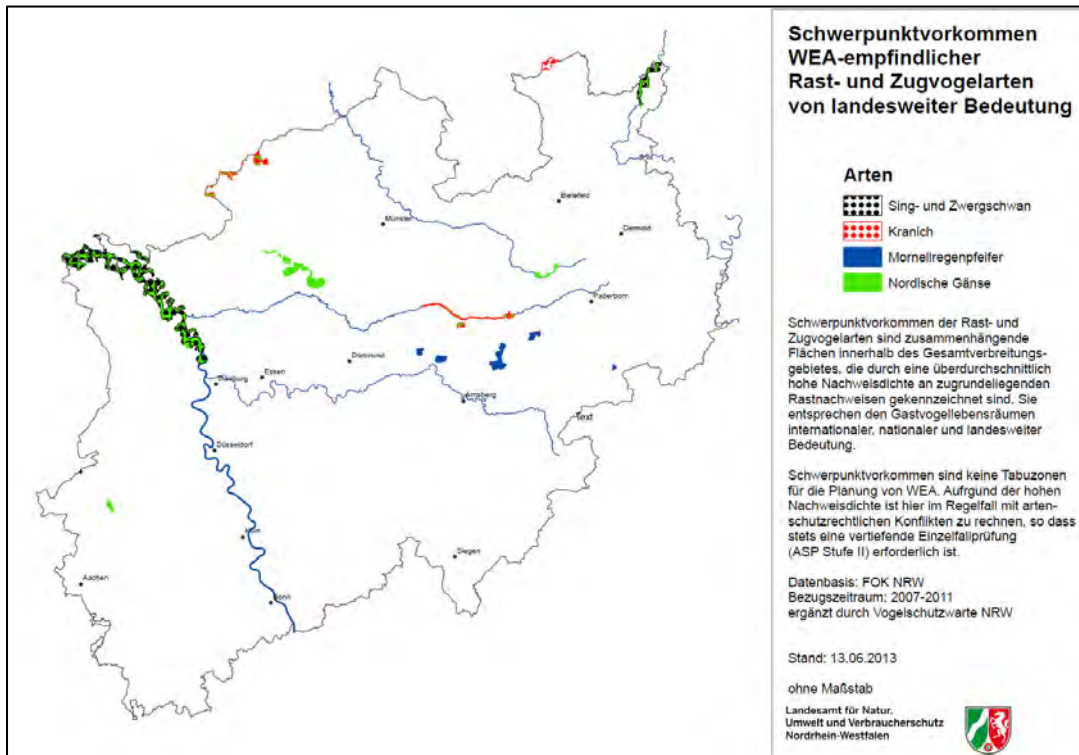 Schwerpunktvorkommen
WEA-empfindlicher
Rast- und Zugvogelarten
von landesweiter Bedeutung
Arten
Sing- und Zwergschwan
Kranich
Mornellregenpfeifer
Nordische Gänse
Schwerpunktvorkommen der Rast- und
Zugvogelarten sind zusammenhängende
Flächen innerhalb des Gesamtverbreitungs-
gebietes, die durch eine überdurchschnittlich
hohe Nachweisdichte an zugrundeliegenden
Rastnachweisen gekennzeichnet sind. Sie
entsprechen den Gastvogellebensräumen
internationaler, nationaler und landesweiter
Bedeutung.
Schwerpunktvorkommen sind keine Tabuzonen
für die Planung von WEA. Aufrgund der hohen
Nachweisdichte ist hier im Regelfall mit arten-
schutzrechtlichen Konflikten zu rechnen, so dass
stets eine vertiefende Einzelfallprüfung
(ASP Stufe II) erforderlich ist.
Datenbasis: FOK NRW
Bezugszeitraum: 2007-2011
ergänzt durch Vogelschutzwarte NRW
Stand: 13.06.2013
ohne Maßstab
Landesamt für Natur,
Umwelt und Verbraucherschutz
Nordrhein-Westfalen
Bielefeld
Münster
Detmold
Paderborn
Dortmund
Essen
Duisburg
Arnsberg
Text
Düsseldorf
Köln
Siegen
Aachen
Bonn